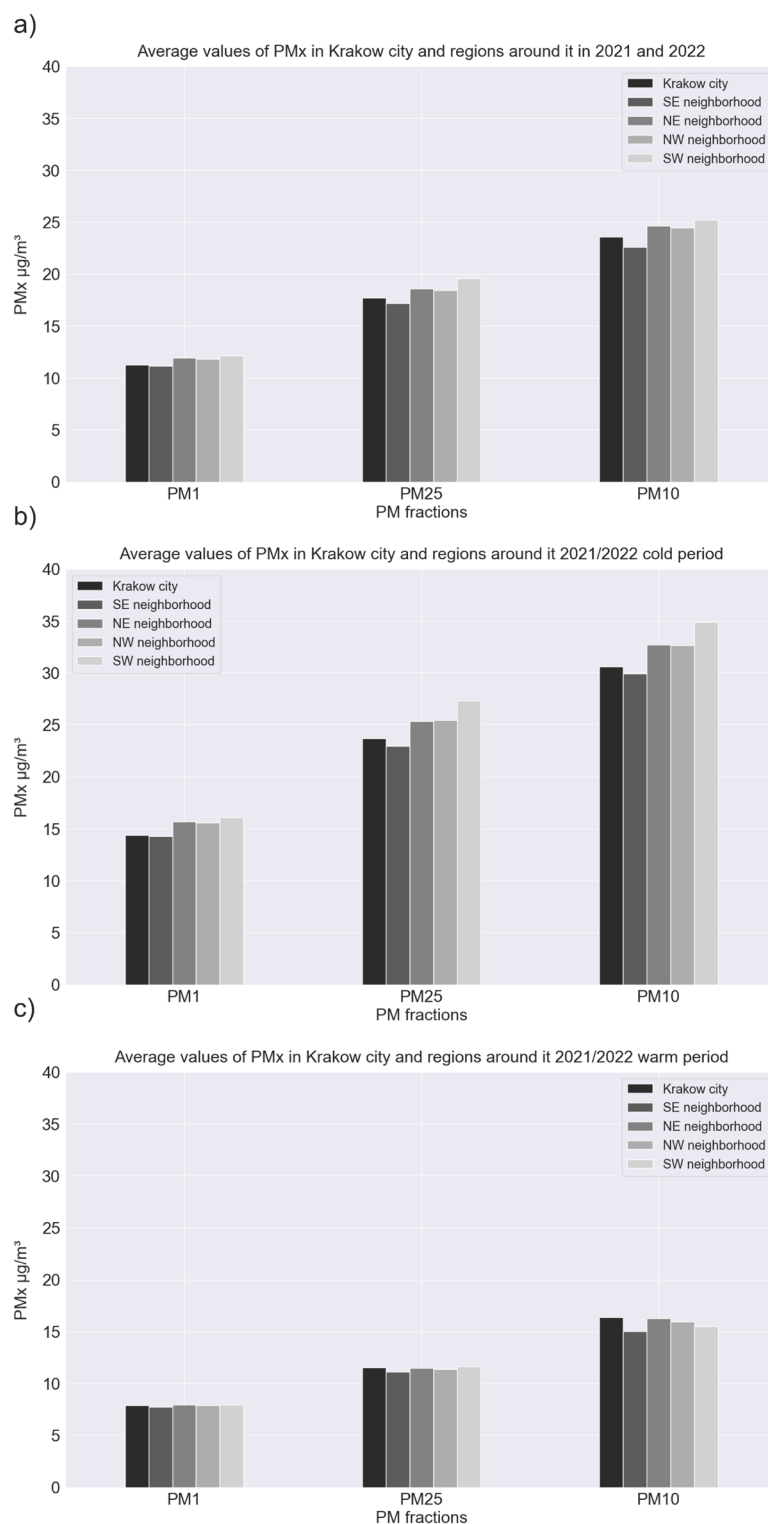 a)
Average values of PMx in Krakow city and regions around it in 2021 and 2022
40
35
30
25
20
15
10
5
0
PMx µg/m³
Krakow city
SE neighborhood
NE neighborhood
NW neighborhood
SW neighborhood
PM1 PM25 PM10
PM fractions
b)
Average values of PMx in Krakow city and regions around it 2021/2022 cold period
40
35
30
25
20
15
10
5
0
PMx µg/m³
Krakow city
SE neighborhood
NE neighborhood
NW neighborhood
SW neighborhood
PM1 PM25 PM10
PM fractions
c)
Average values of PMx in Krakow city and regions around it 2021/2022 warm period
40
35
30
25
20
15
10
5
0
PMx µg/m³
Krakow city
SE neighborhood
NE neighborhood
NW neighborhood
SW neighborhood
PM1 PM25 PM10
PM fractions